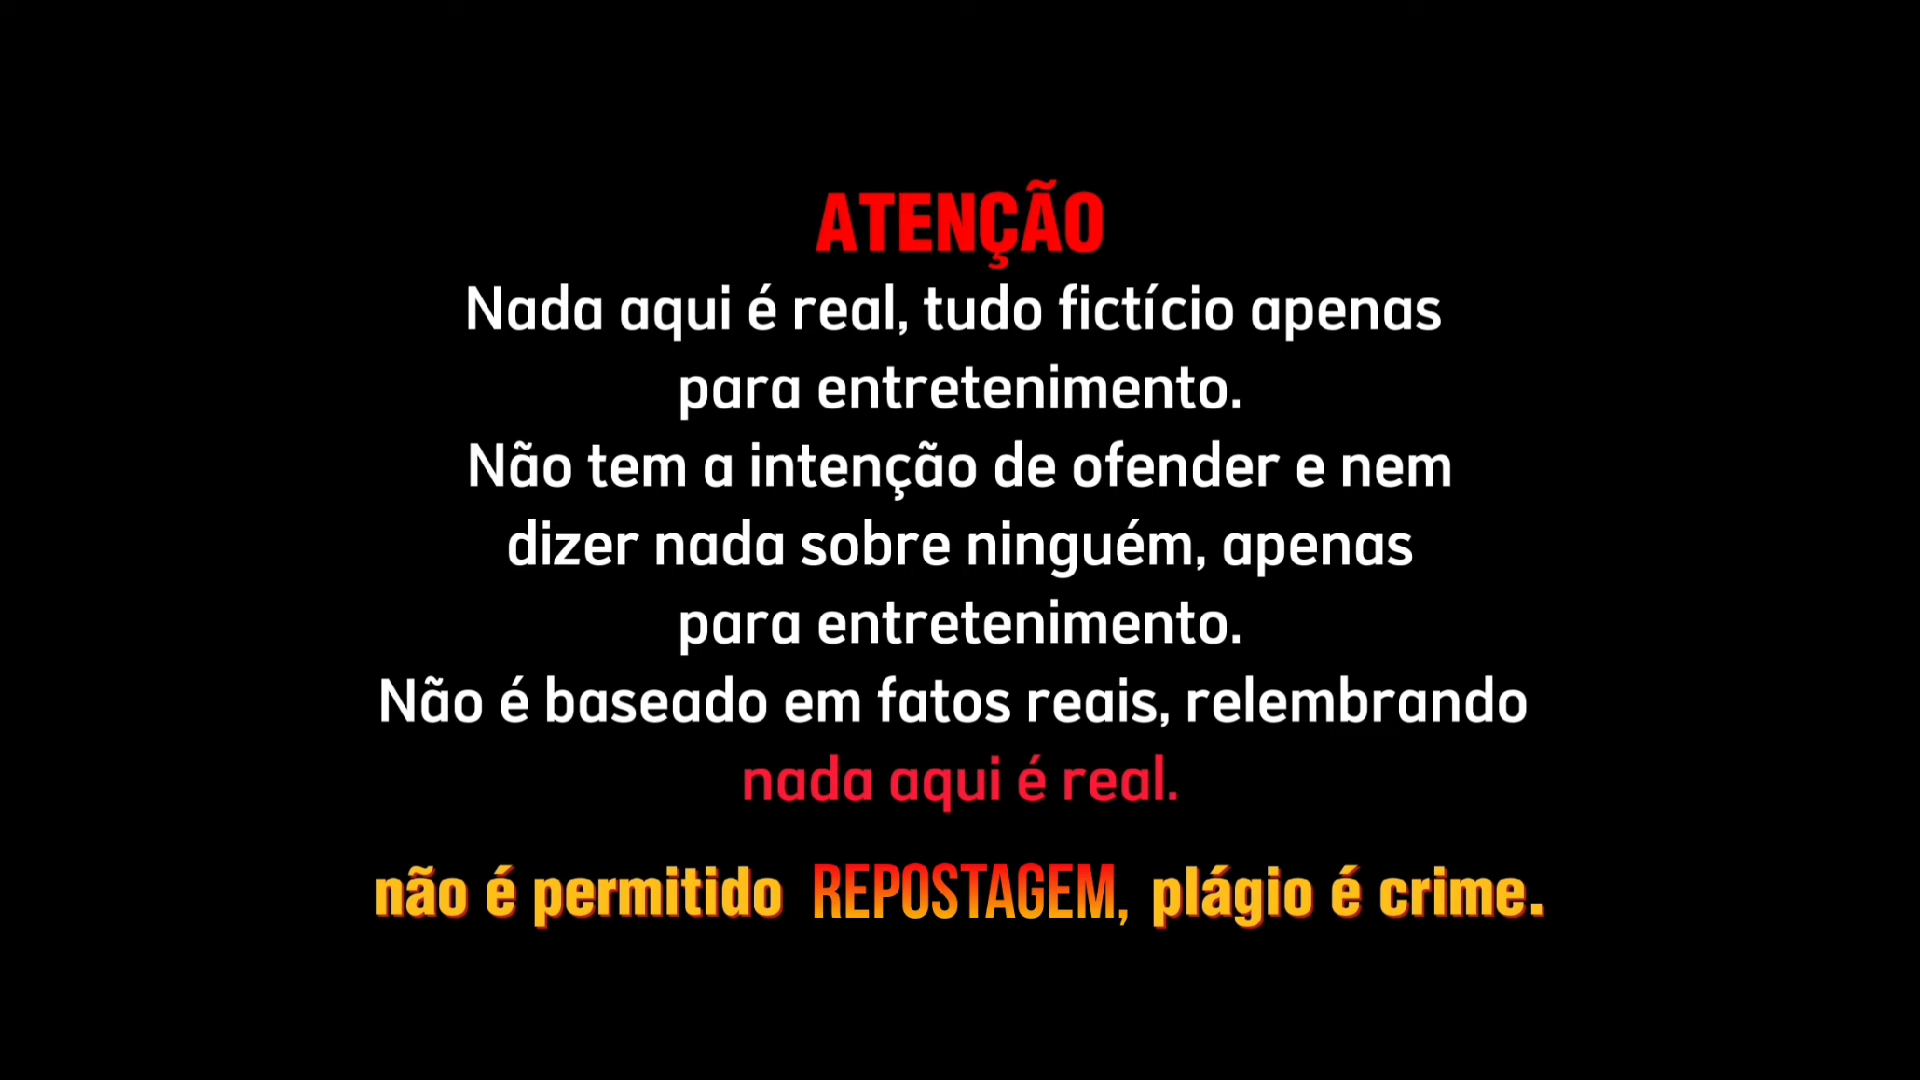 ATENÇÃO
Nada aqui é real, tudo fictício apenas
para entretenimento.
Não tem a intenção de ofender e nem
dizer nada sobre ninguém, apenas
para entretenimento.
Não é baseado em fatos reais, relembrando
nada aqui é real.
não é permitido REPOSTAGEM, plágio é crime.